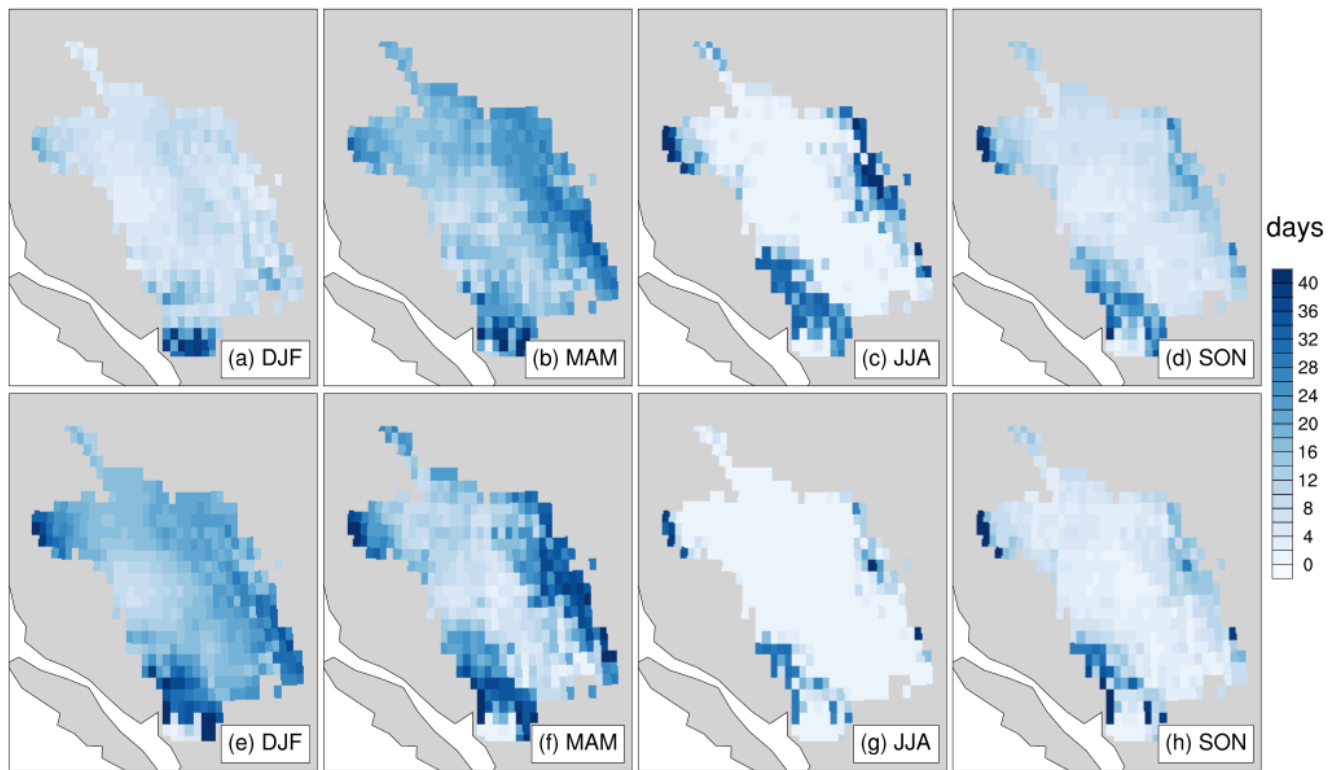 (a) DJF
(b) MAM
(c) JJA
(d) SON
days
40
36
32
28
24
20
16
12
8
4
0
(e) DJF
(f) MAM
(g) JJA
(h) SON